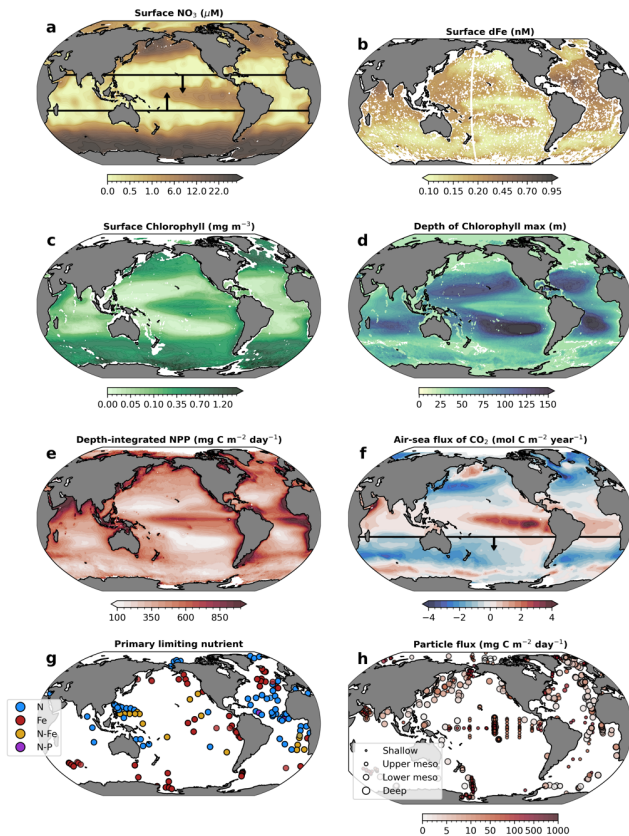 Surface NO₃ (μM)
a
0.0 0.5 1.0 6.0 12.0 22.0
Surface dFe (nM)
b
0.10 0.15 0.20 0.45 0.70 0.95
Surface Chlorophyll (mg m⁻³)
c
0.00 0.05 0.10 0.35 0.70 1.20
Depth of Chlorophyll max (m)
d
0 25 50 75 100 125 150
Depth-integrated NPP (mg C m⁻² day⁻¹)
e
100 350 600 850
Air-sea flux of CO₂ (mol C m⁻² year⁻¹)
f
−4 −2 0 2 4
Primary limiting nutrient
g
N
Fe
N-Fe
N-P
Particle flux (mg C m⁻² day⁻¹)
h
Shallow
Upper meso
Lower meso
Deep
0 5 10 50 100 500 1000